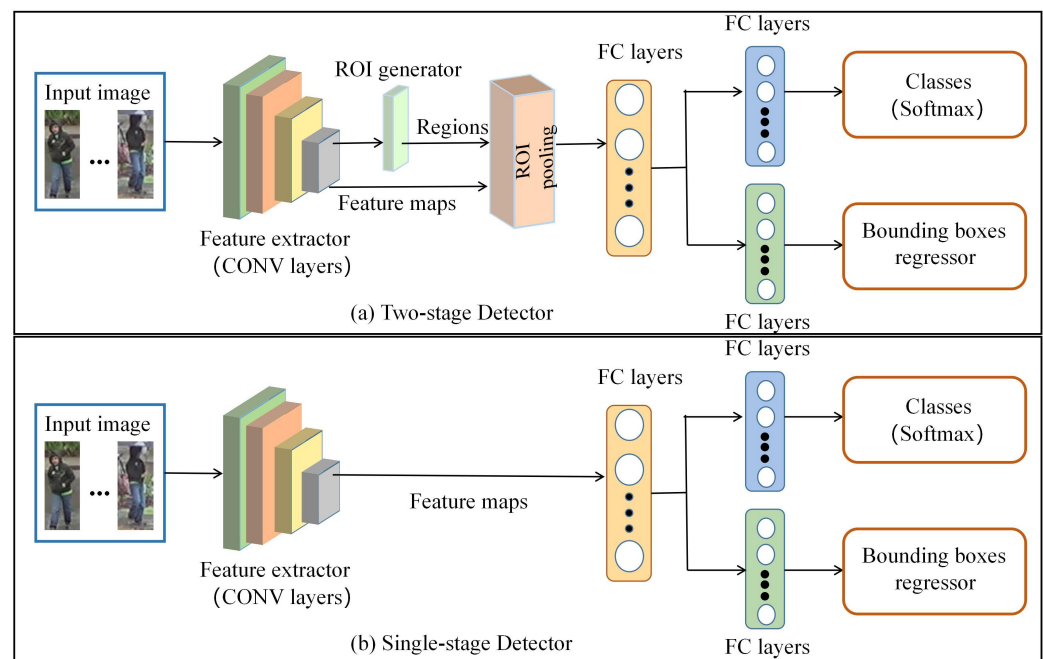 FC layers
FC layers
ROI generator
Input image
Classes
(Softmax)
...
Regions
ROI
pooling
Feature maps
Feature extractor
(CONV layers)
Bounding boxes
regressor
FC layers
(a) Two-stage Detector
FC layers
FC layers
Input image
Classes
(Softmax)
...
Feature maps
Feature extractor
(CONV layers)
Bounding boxes
regressor
FC layers
(b) Single-stage Detector